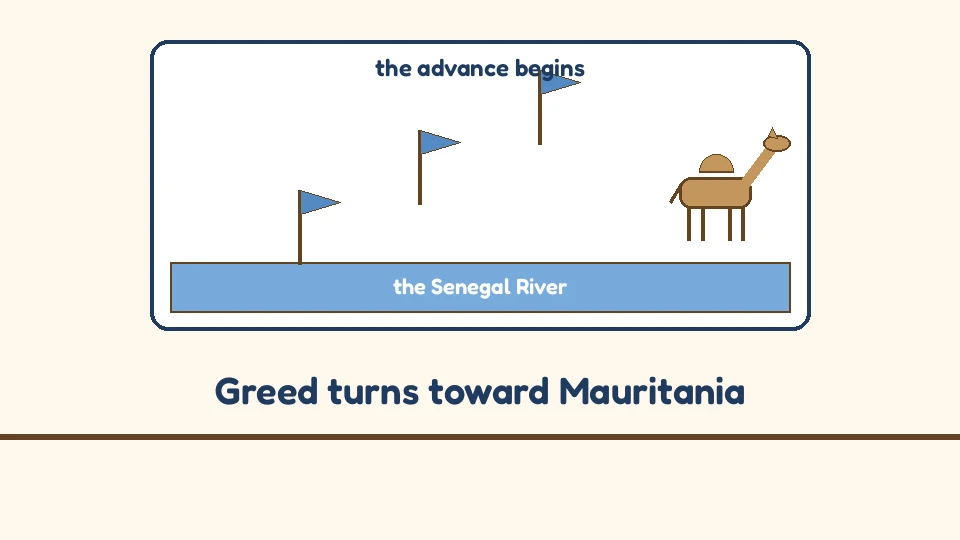 the advance begins
the Senegal River
Greed turns toward Mauritania